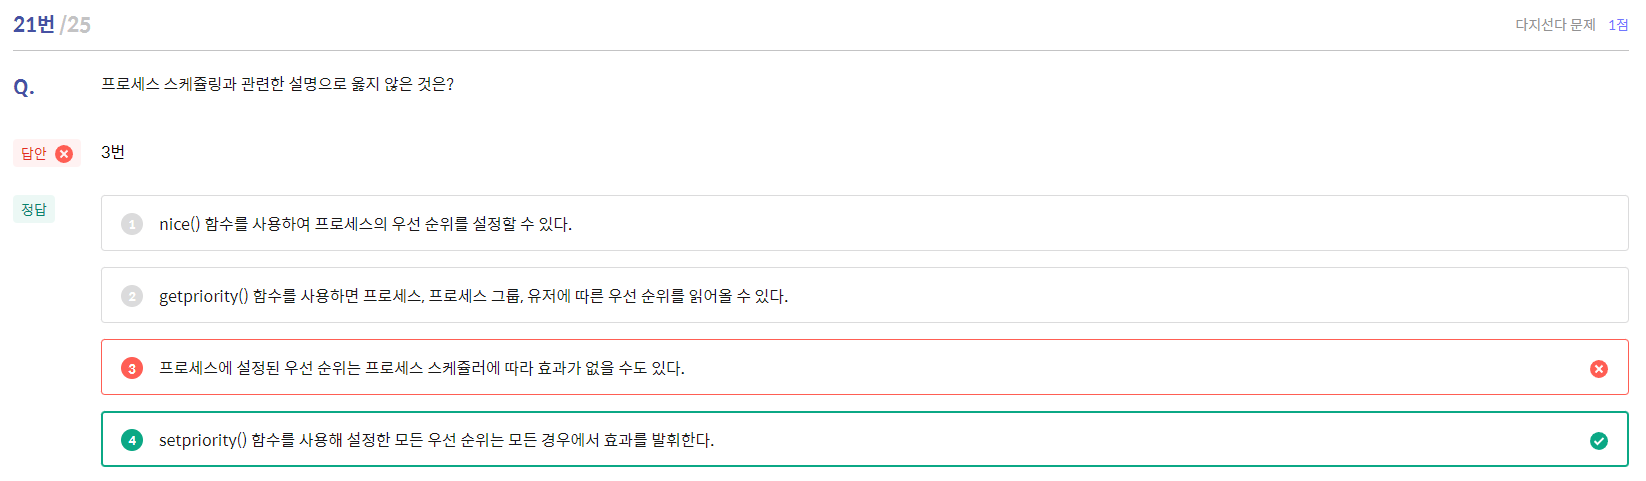 21번 /25 다지선다 문제 1점
Q. 프로세스 스케쥴링과 관련한 설명으로 옳지 않은 것은?
답안 3번
정답
1 nice() 함수를 사용하여 프로세스의 우선 순위를 설정할 수 있다.
2 getpriority() 함수를 사용하면 프로세스, 프로세스 그룹, 유저에 따른 우선 순위를 읽어올 수 있다.
3 프로세스에 설정된 우선 순위는 프로세스 스케쥴러에 따라 효과가 없을 수도 있다.
4 setpriority() 함수를 사용해 설정한 모든 우선 순위는 모든 경우에서 효과를 발휘한다.